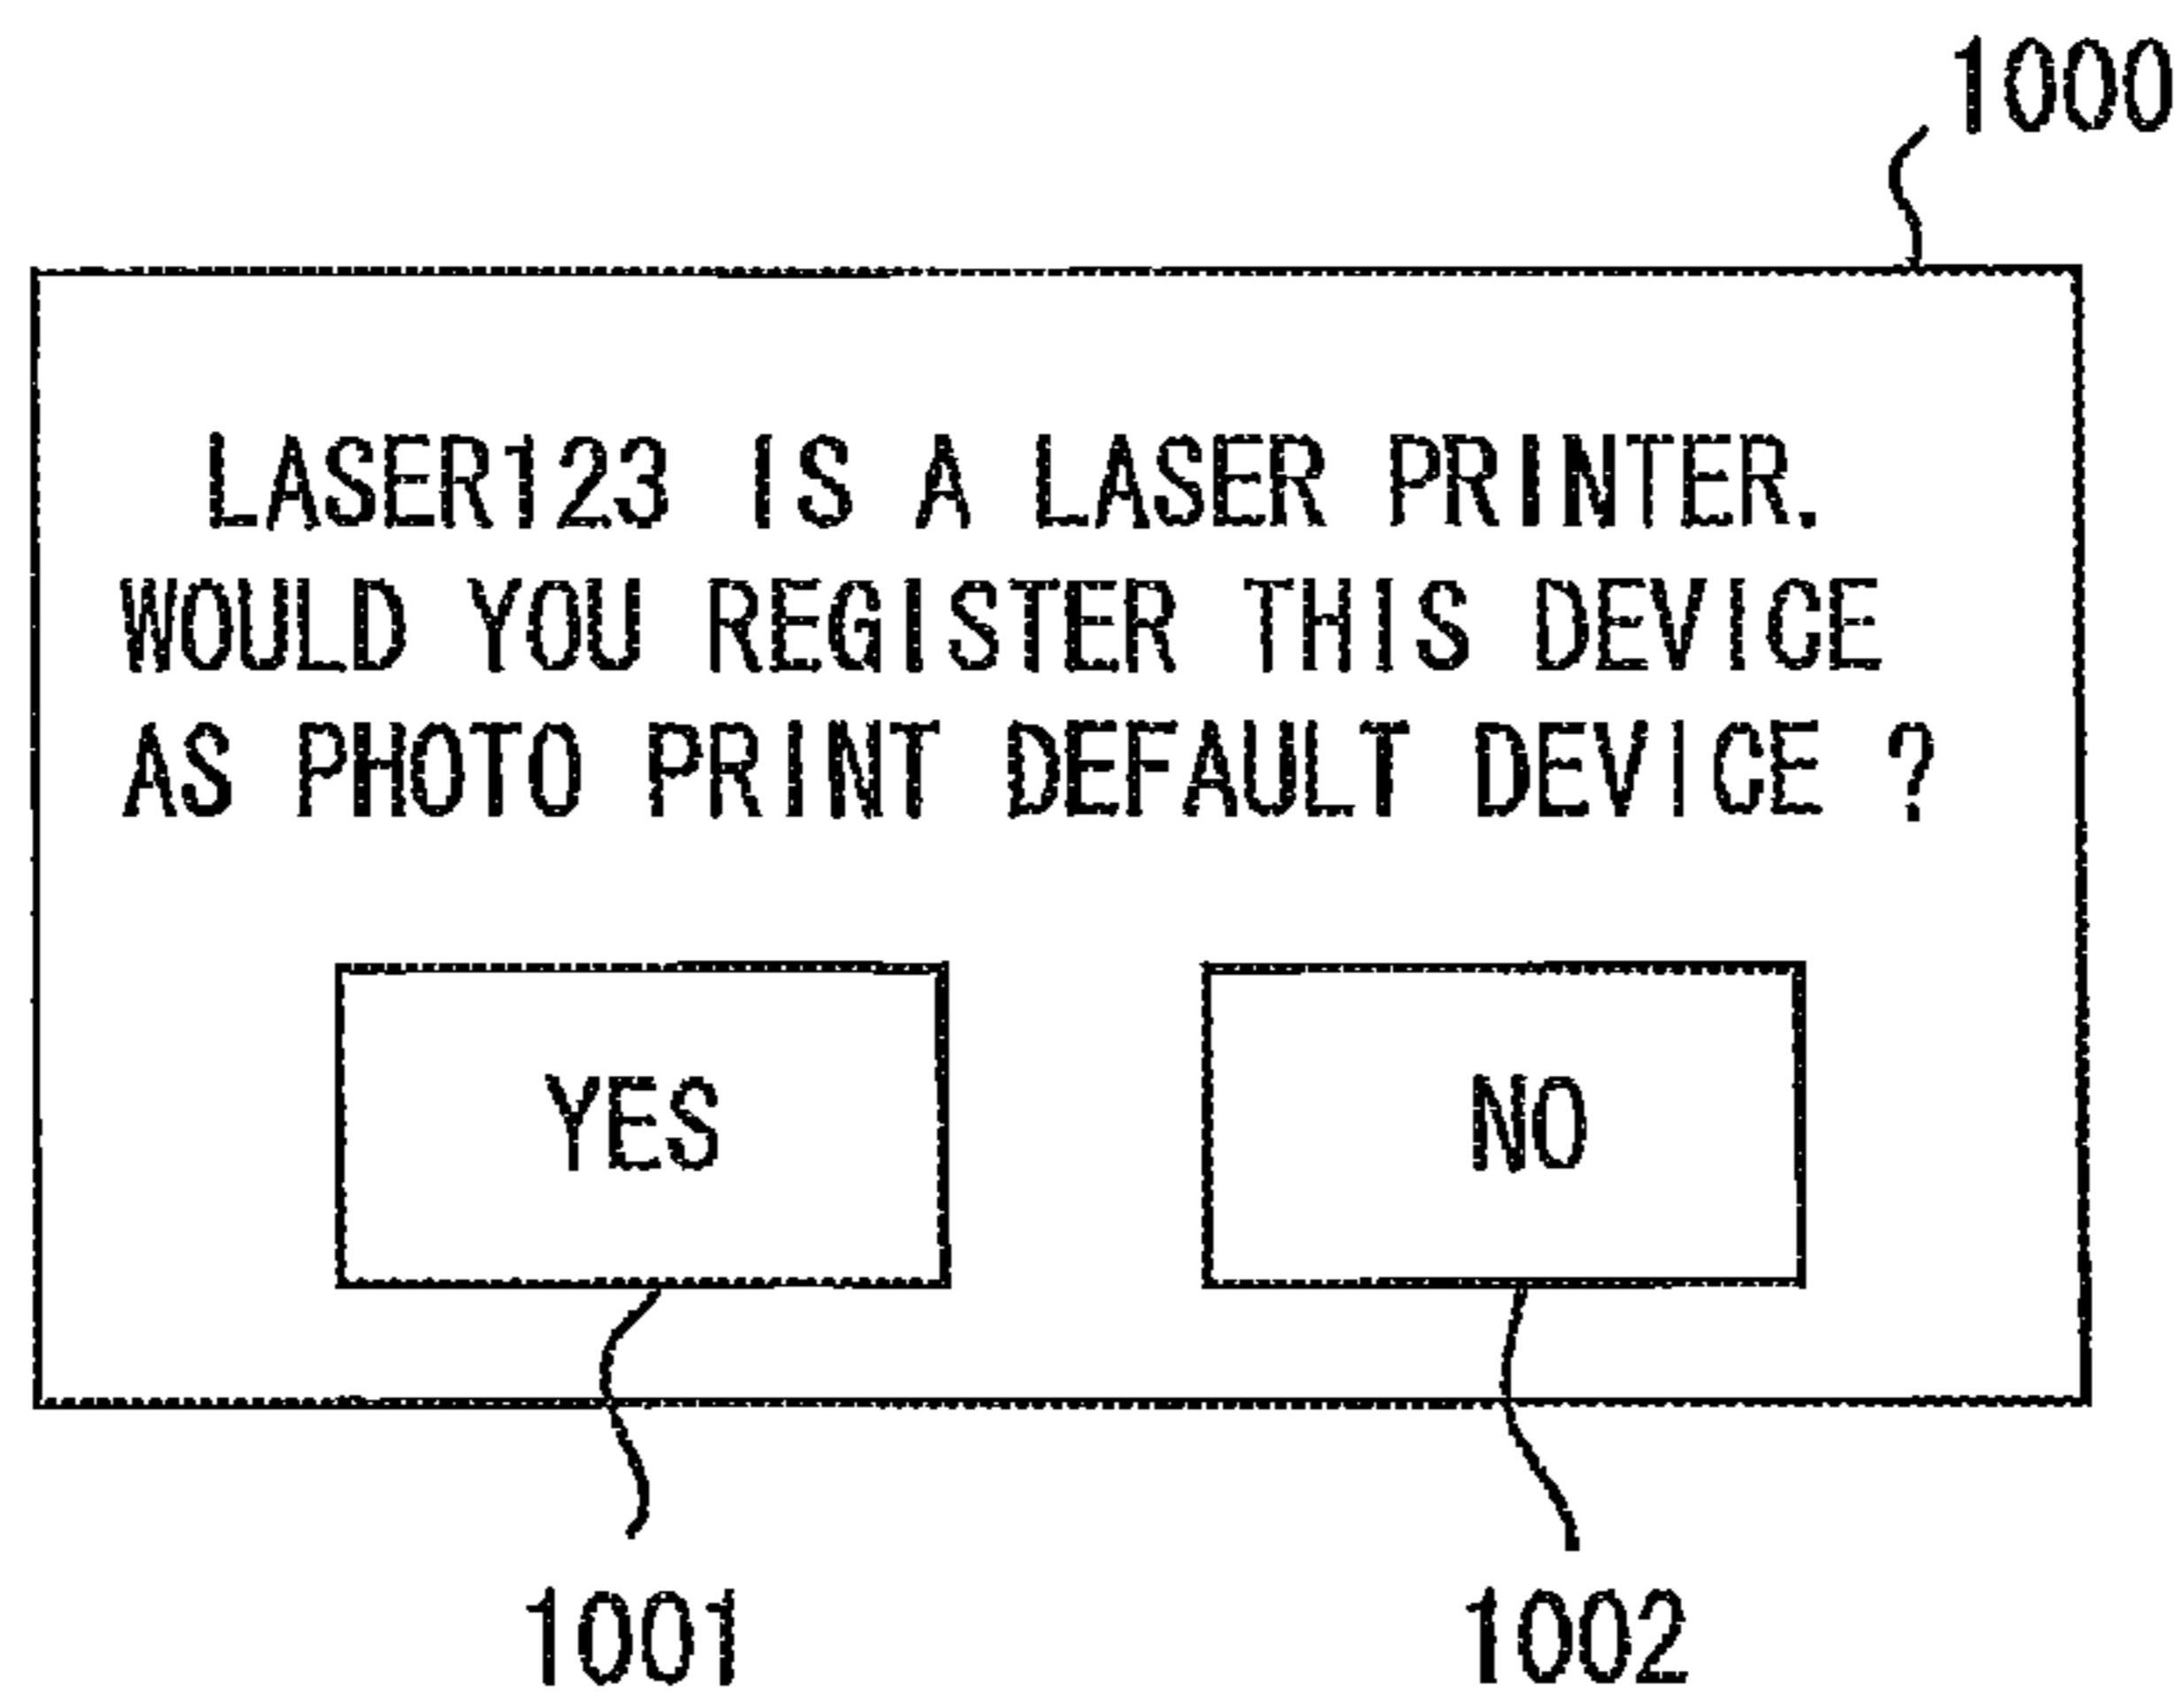 1000
LASER123 IS A LASER PRINTER.
WOULD YOU REGISTER THIS DEVICE
AS PHOTO PRINT DEFAULT DEVICE ?
YES NO
1001 1002